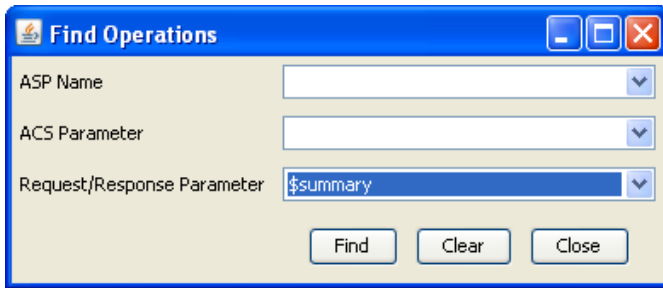 Find Operations
ASP Name
ACS Parameter
Request/Response Parameter $summary
Find Clear Close